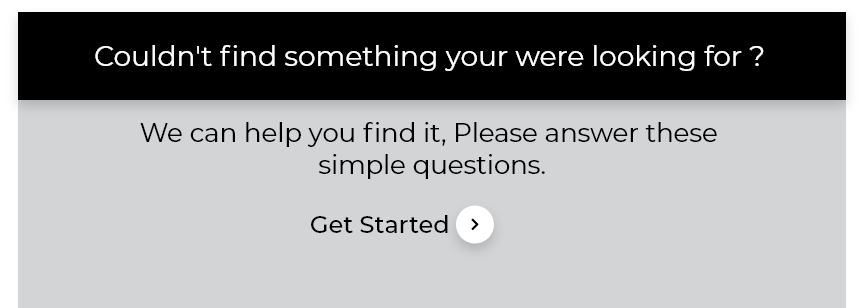 Couldn't find something your were looking for ?
We can help you find it, Please answer these
simple questions.
Get Started